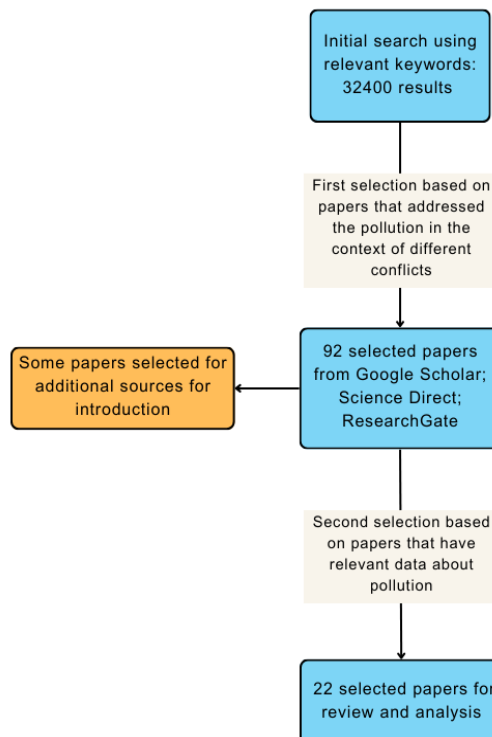 Initial search using
relevant keywords:
32400 results
First selection based on
papers that addressed
the pollution in the
context of different
conflicts
92 selected papers
from Google Scholar;
Science Direct;
ResearchGate
Some papers selected for
additional sources for
introduction
Second selection based
on papers that have
relevant data about
pollution
22 selected papers for
review and analysis